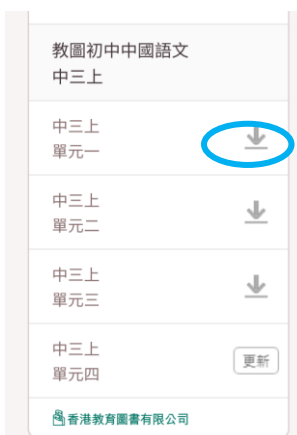 教圖初中中國語文
中三上
中三上
單元一
中三上
單元二
中三上
單元三
中三上
單元四
更新
香港教育圖書有限公司